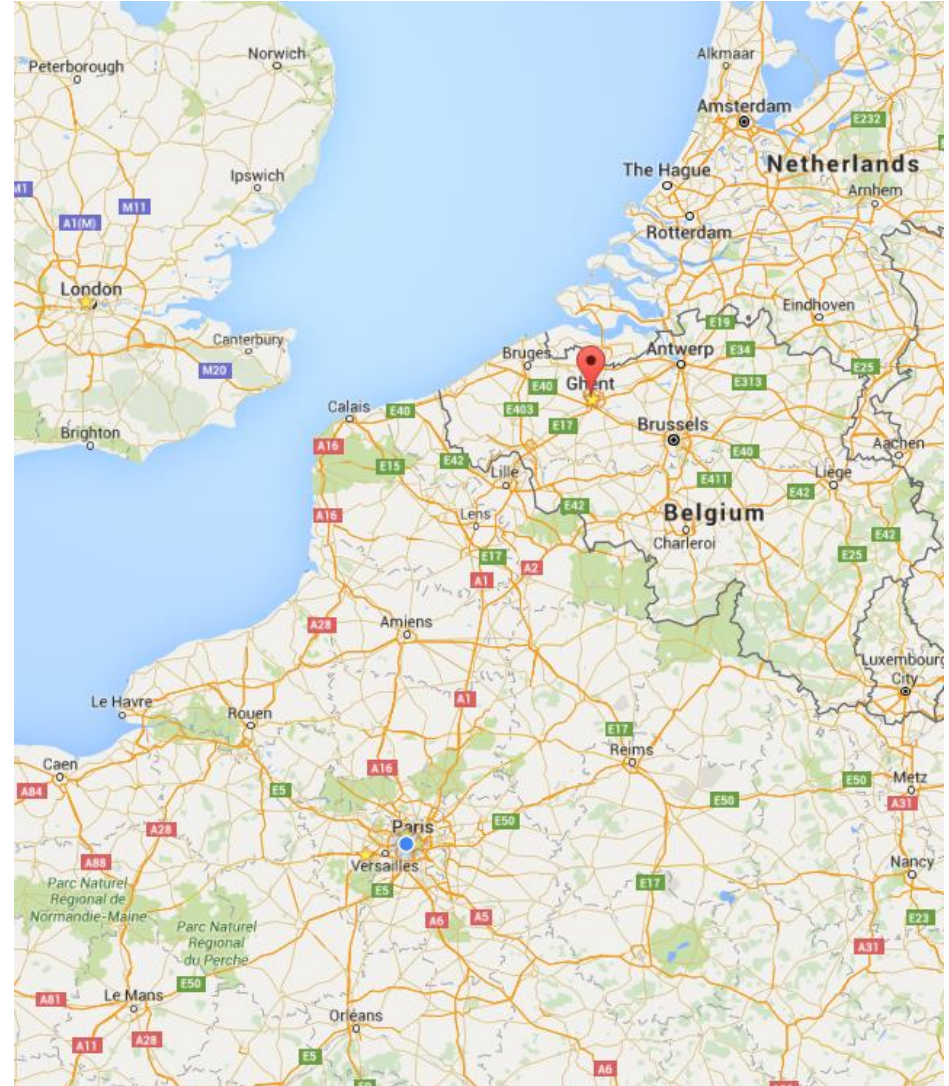 Norwich
Alkmaar
Peterborough
Amsterdam
E232
Netherlands
The Hague
Ipswich
M1
Arnhem
M11
A1(M)
Rotterdam
London
Eindhoven
E19
Canterbury
Bruges
Antwerp
E34
M20
E25
Ghent
E40
E313
Calais
E40
E403
E17
Brussels
Brighton
A16
Aachen
E40
E15
E42
Lille
Liege
E411
E42
E42
Lens
A16
Belgium
Charleroi
E42
E17
E25
A2
A1
Amiens
A28
Luxembourg
City
Le Havre
A1
Rouen
E17
Reims
Caen
A16
E50
Metz
A84
E5
E50
A31
E50
Paris
A28
A88
Versailles
Nancy
Parc Naturel
Régional de
Normandie-Maine
E5
E17
A6
A5
E23
Parc Naturel
Régional
du Perche
A31
E50
A81
Le Mans
Orléans
A11
A28
E5
A6